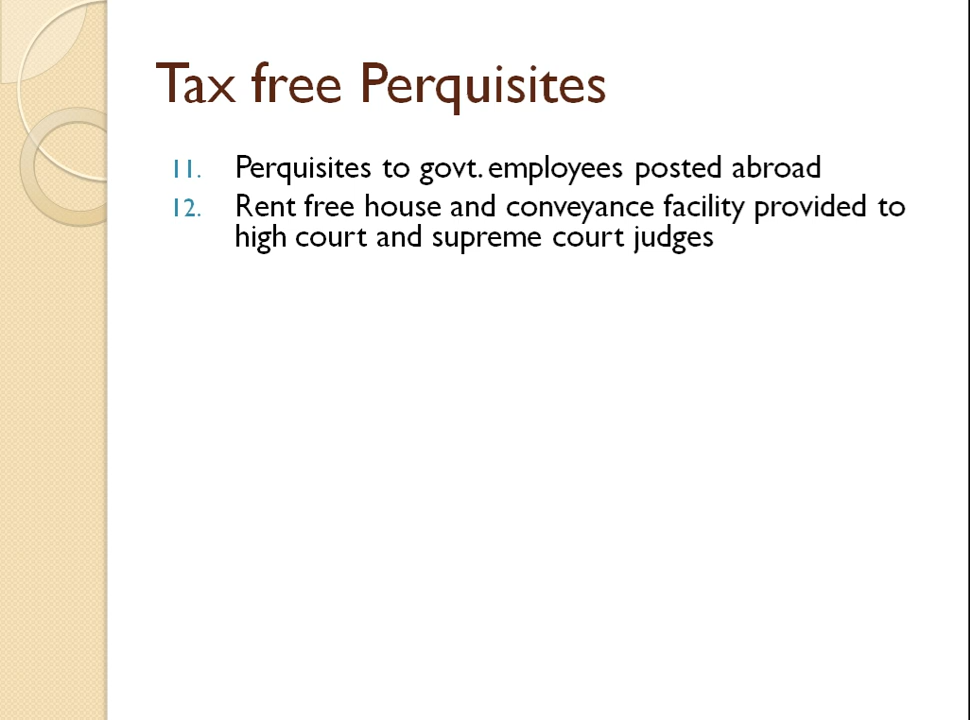 Tax free Perquisites
11. Perquisites to govt. employees posted abroad
12. Rent free house and conveyance facility provided to
high court and supreme court judges